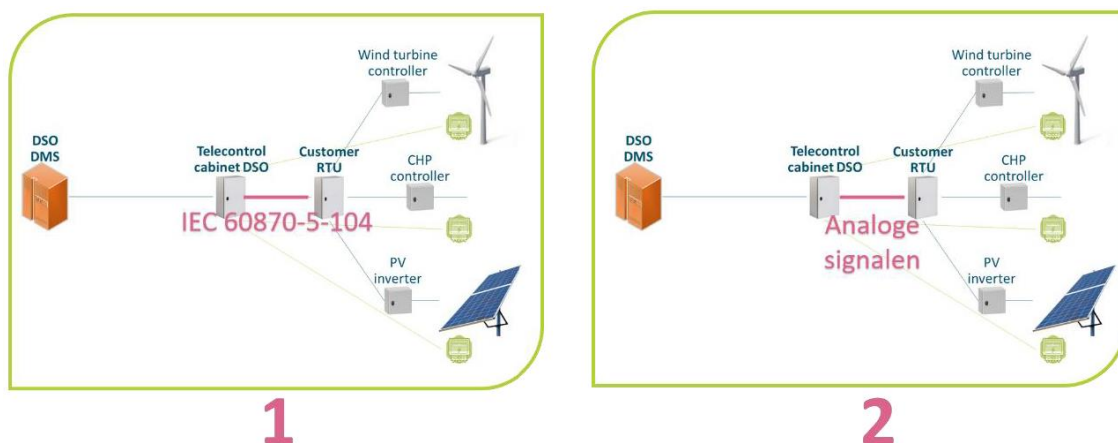 Wind turbine
controller
DSO
DMS
Telecontrol
cabinet DSO
Customer
RTU
CHP
controller
IEC 60870-5-104
PV
inverter
1
Wind turbine
controller
DSO
DMS
Telecontrol
cabinet DSO
Customer
RTU
CHP
controller
Analoge
signalen
PV
inverter
2